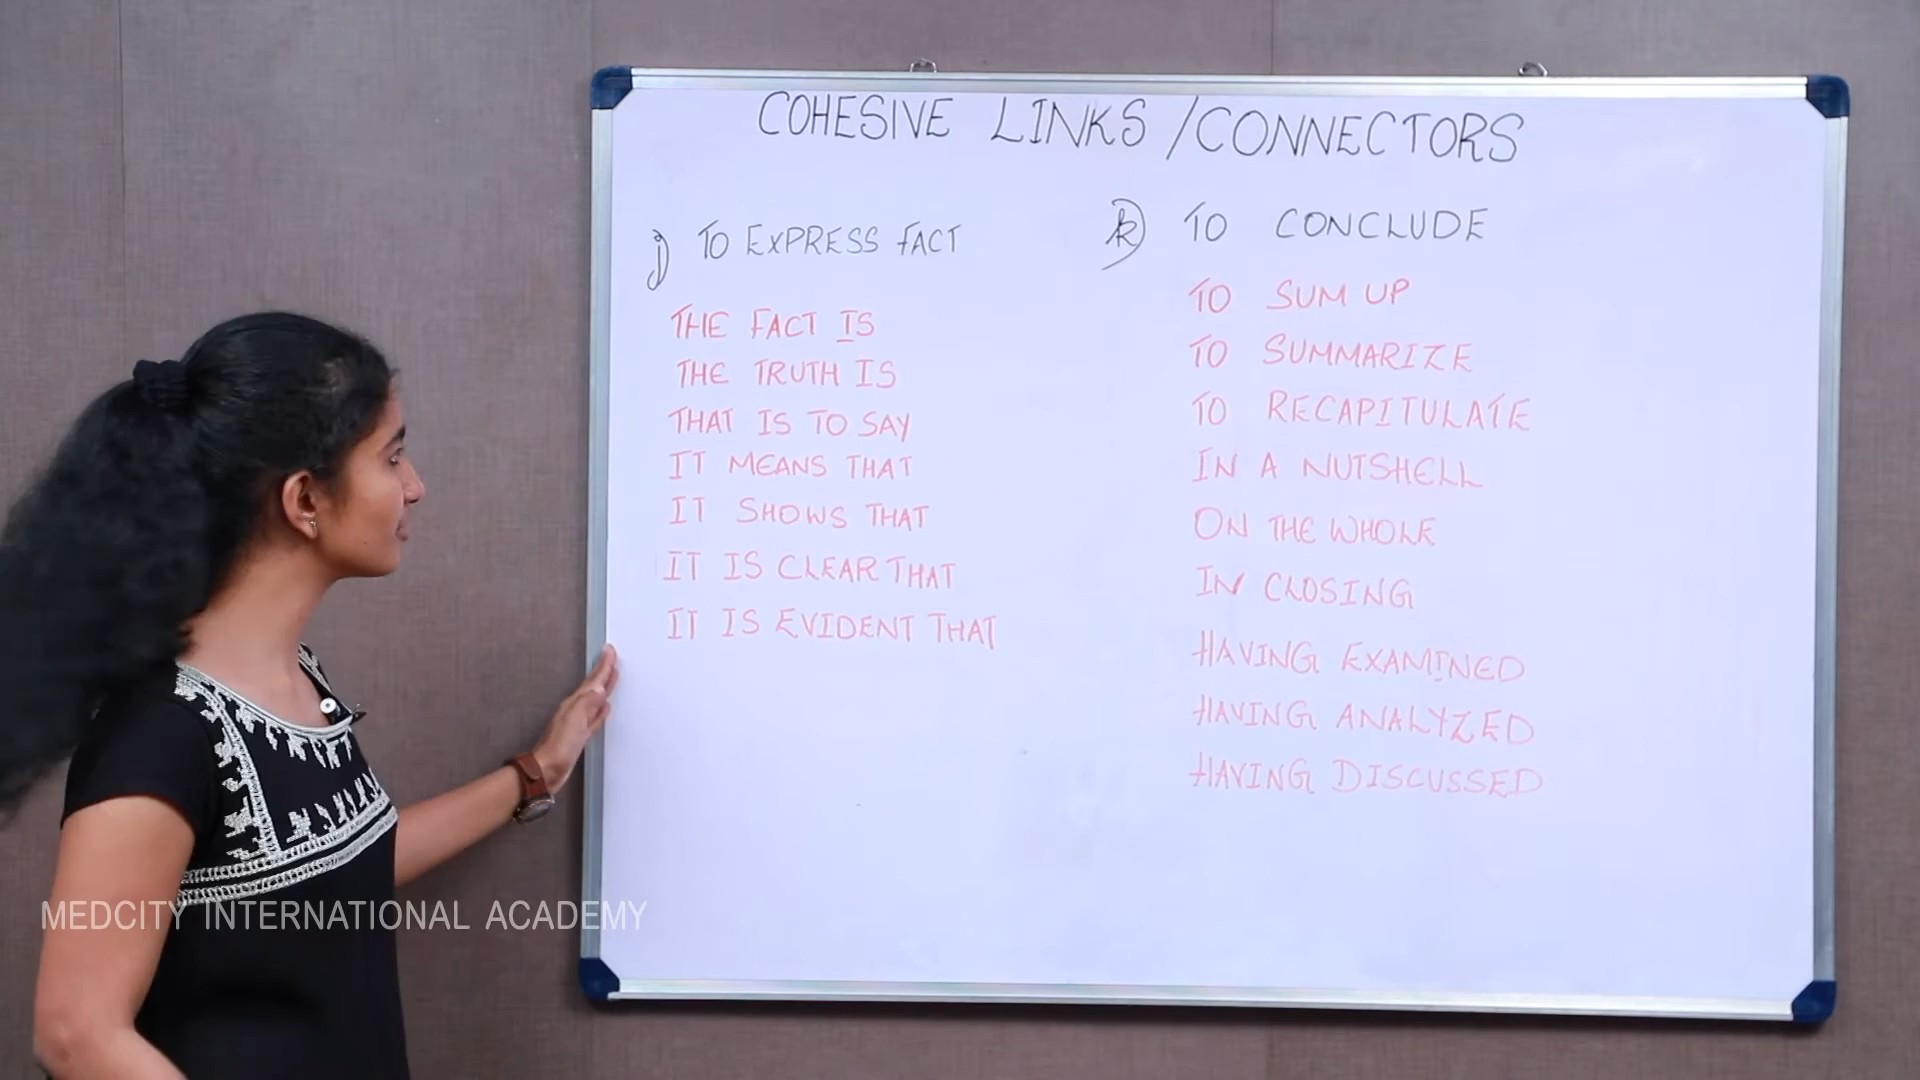 COHESIVE LINKS / CONNECTORS
j) TO EXPRESS FACT
THE FACT IS
THE TRUTH IS
THAT IS TO SAY
IT MEANS THAT
IT SHOWS THAT
IT IS CLEAR THAT
IT IS EVIDENT THAT
k) TO CONCLUDE
TO SUM UP
TO SUMMARIZE
TO RECAPITULATE
IN A NUTSHELL
ON THE WHOLE
IN CLOSING
HAVING EXAMINED
HAVING ANALYZED
HAVING DISCUSSED
MEDCITY INTERNATIONAL ACADEMY